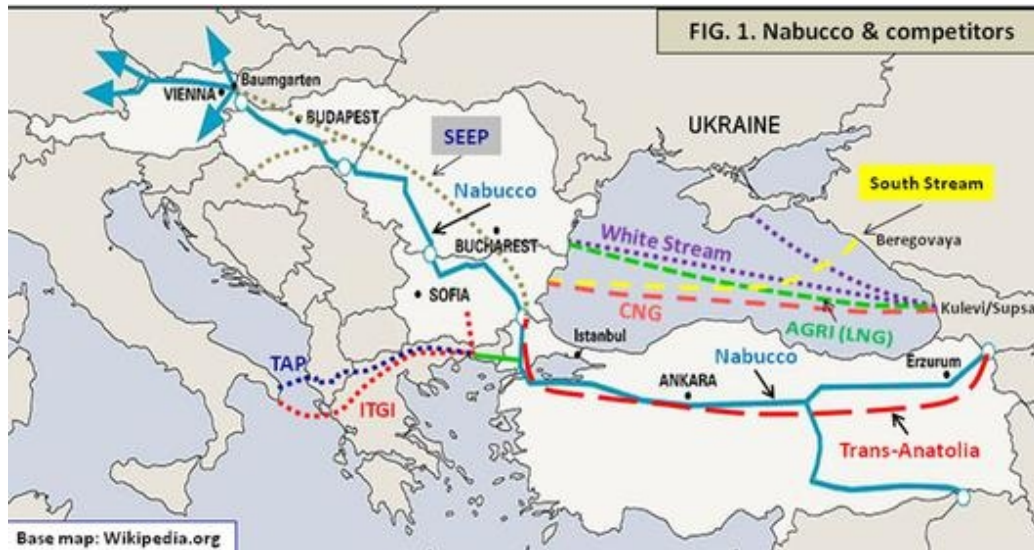 FIG. 1. Nabucco & competitors
Baumgarten
VIENNA
BUDAPEST
UKRAINE
SEEP
South Stream
Nabucco
White Stream
Beregovaya
BUCHAREST
SOFIA
CNG
Kulevi/Supsa
AGRI (LNG)
Istanbul
TAP
Nabucco
Erzurum
ANKARA
ITGI
Trans-Anatolia
Base map: Wikipedia.org